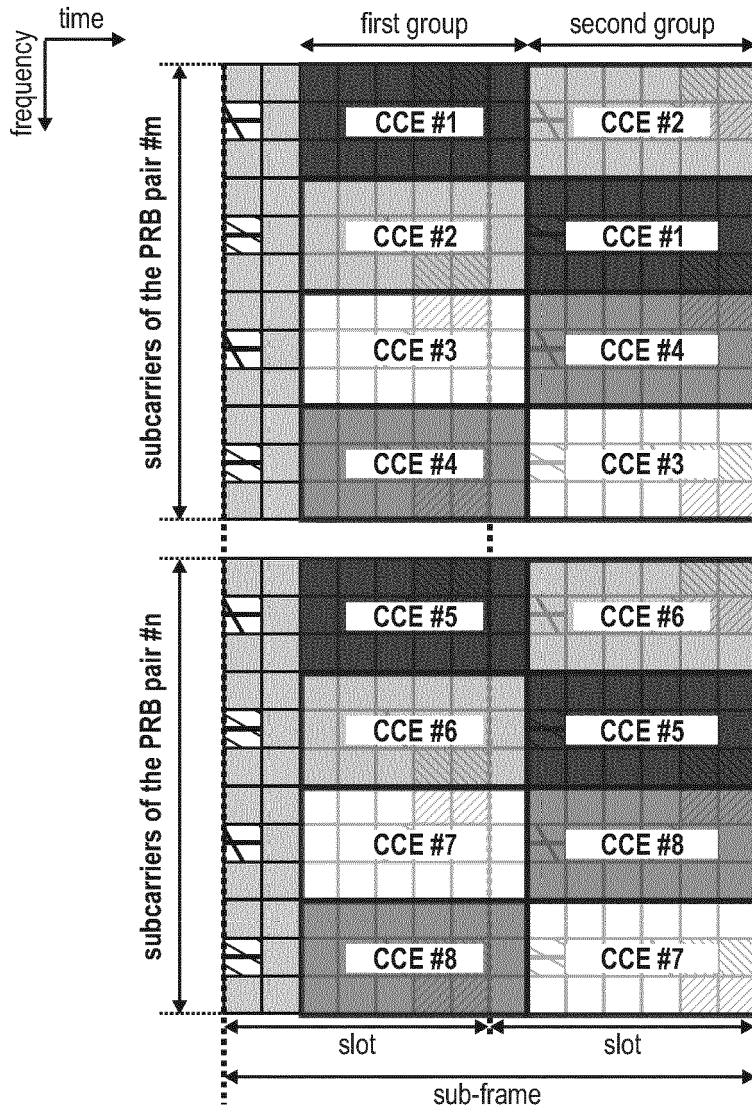 time
frequency
first group
second group
subcarriers of the PRB pair #m
CCE #1
CCE #2
CCE #2
CCE #1
CCE #3
CCE #4
CCE #4
CCE #3
subcarriers of the PRB pair #n
CCE #5
CCE #6
CCE #6
CCE #5
CCE #7
CCE #8
CCE #8
CCE #7
slot
slot
sub-frame